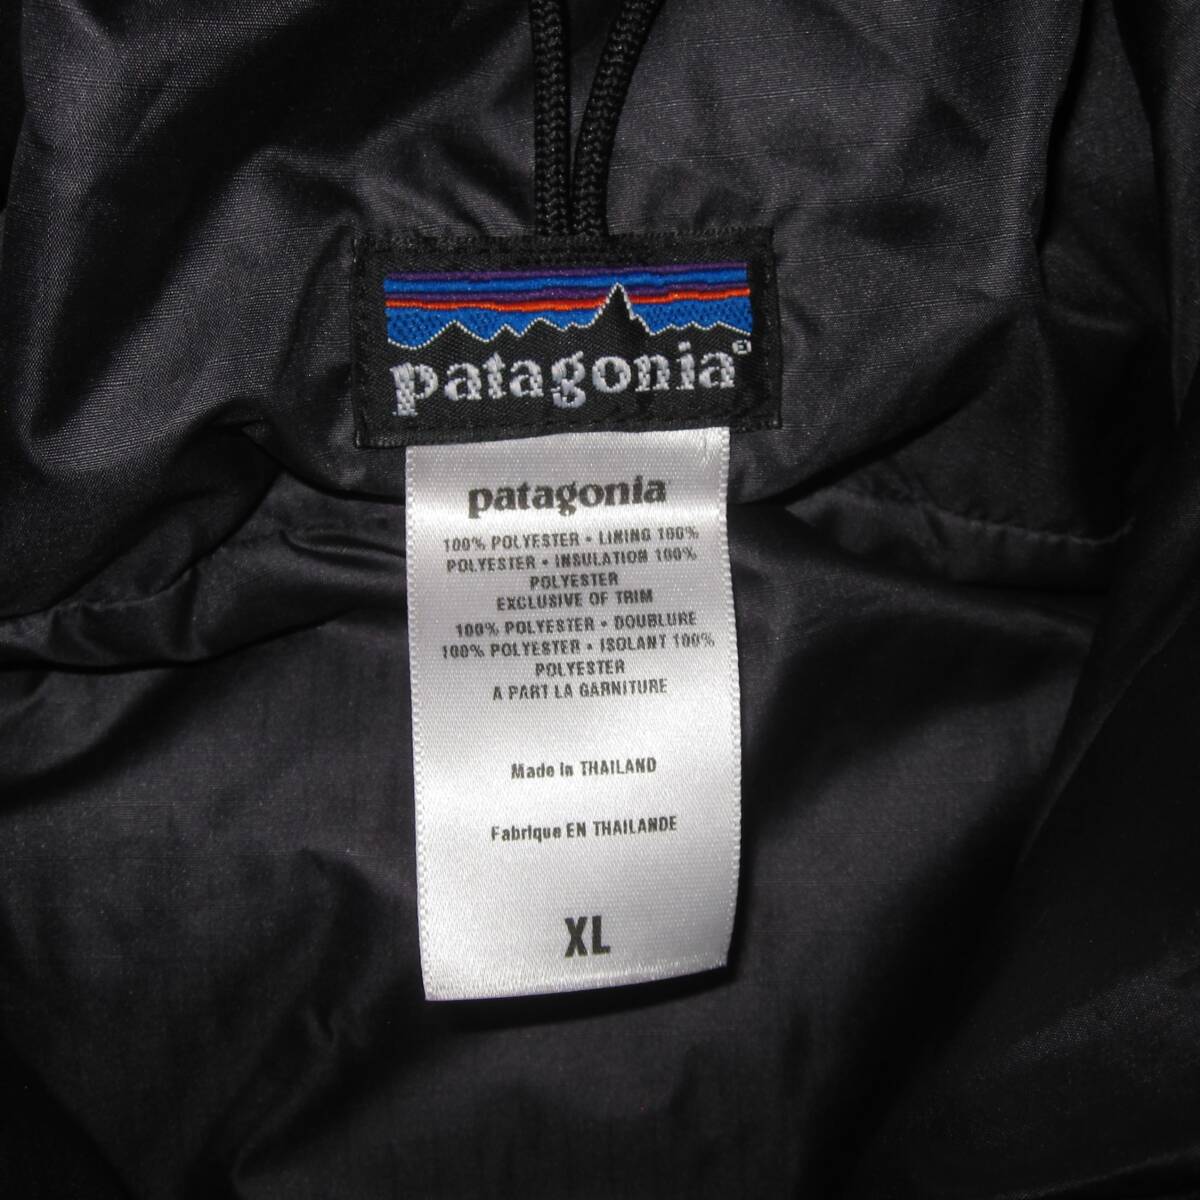 patagonia®
patagonia
100% POLYESTER • LINING 100%
POLYESTER • INSULATION 100%
POLYESTER
EXCLUSIVE OF TRIM
100% POLYESTER • DOUBLURE
100% POLYESTER • ISOLANT 100%
POLYESTER
A PART LA GARNITURE
Made in THAILAND
Fabrique EN THAILANDE
XL